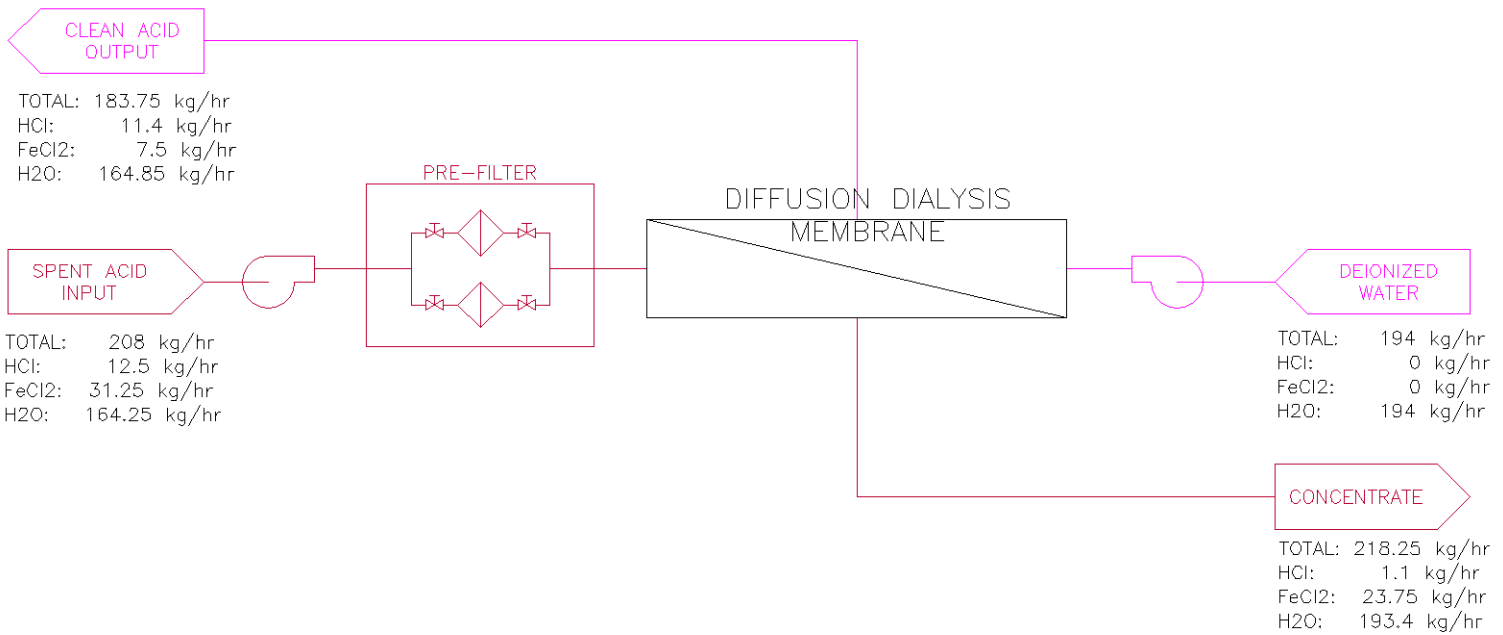 CLEAN ACID
OUTPUT
TOTAL: 183.75 kg/hr
HCl: 11.4 kg/hr
FeCl2: 7.5 kg/hr
H2O: 164.85 kg/hr
PRE-FILTER
DIFFUSION DIALYSIS
MEMBRANE
SPENT ACID
INPUT
TOTAL: 208 kg/hr
HCl: 12.5 kg/hr
FeCl2: 31.25 kg/hr
H2O: 164.25 kg/hr
DEIONIZED
WATER
TOTAL: 194 kg/hr
HCl: 0 kg/hr
FeCl2: 0 kg/hr
H2O: 194 kg/hr
CONCENTRATE
TOTAL: 218.25 kg/hr
HCl: 1.1 kg/hr
FeCl2: 23.75 kg/hr
H2O: 193.4 kg/hr